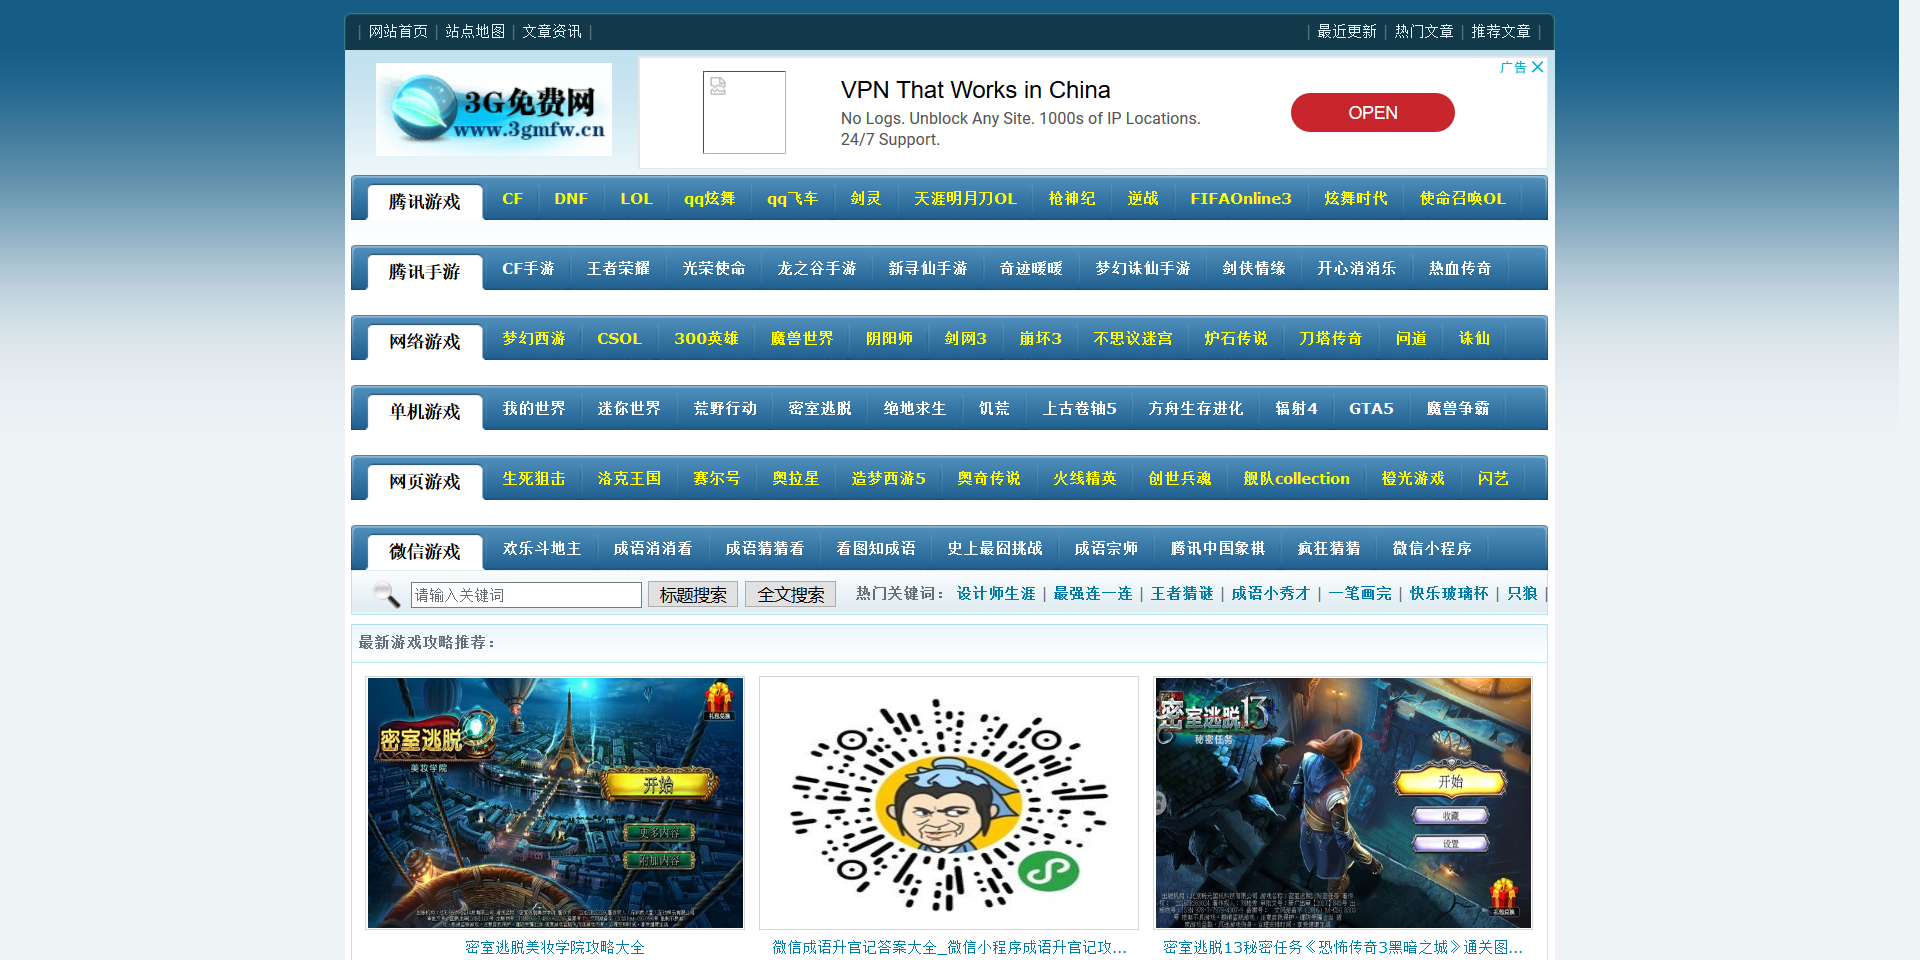 | 网站首页 | 站点地图 | 文章资讯 |
| 最近更新 | 热门文章 | 推荐文章 |
3G免费网
www.3gmfw.cn
广告
VPN That Works in China
No Logs. Unblock Any Site. 1000s of IP Locations.
24/7 Support.
OPEN
腾讯游戏 CF DNF LOL qq炫舞 qq飞车 剑灵 天涯明月刀OL 枪神纪 逆战 FIFAOnline3 炫舞时代 使命召唤OL
腾讯手游 CF手游 王者荣耀 光荣使命 龙之谷手游 新寻仙手游 奇迹暖暖 梦幻诛仙手游 剑侠情缘 开心消消乐 热血传奇
网络游戏 梦幻西游 CSOL 300英雄 魔兽世界 阴阳师 剑网3 崩坏3 不思议迷宫 炉石传说 刀塔传奇 问道 诛仙
单机游戏 我的世界 迷你世界 荒野行动 密室逃脱 绝地求生 饥荒 上古卷轴5 方舟生存进化 辐射4 GTA5 魔兽争霸
网页游戏 生死狙击 洛克王国 赛尔号 奥拉星 造梦西游5 奥奇传说 火线精英 创世兵魂 舰队collection 橙光游戏 闪艺
微信游戏 欢乐斗地主 成语消消看 成语猜猜看 看图知成语 史上最囧挑战 成语宗师 腾讯中国象棋 疯狂猜猜 微信小程序
请输入关键词 标题搜索 全文搜索 热门关键词： 设计师生涯 | 最强连一连 | 王者猜谜 | 成语小秀才 | 一笔画完 | 快乐玻璃杯 | 只狼 |
最新游戏攻略推荐：
礼包兑换
密室逃脱
美妆学院
开始
更多内容
附加内容
密室逃脱13
秘密任务
开始
收藏
设置
礼包兑换
密室逃脱美妆学院攻略大全
微信成语升官记答案大全_微信小程序成语升官记攻...
密室逃脱13秘密任务《恐怖传奇3黑暗之城》通关图...